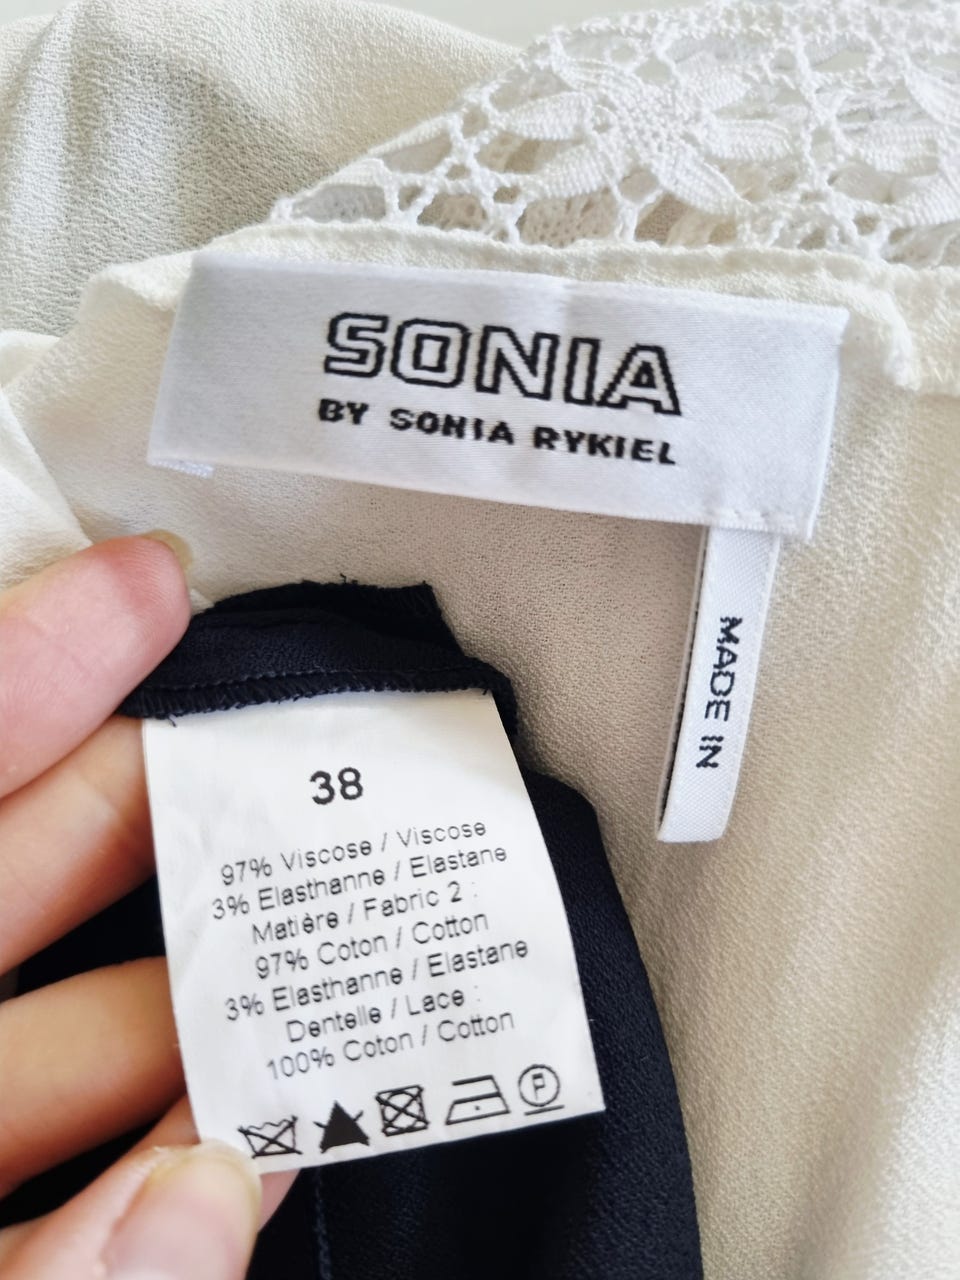 SONIA
BY SONIA RYKIEL
MADE IN
38
97% Viscose / Viscose
3% Elasthanne / Elastane
Matière / Fabric 2 :
97% Coton / Cotton
3% Elasthanne / Elastane
Dentelle / Lace :
100% Coton / Cotton
P